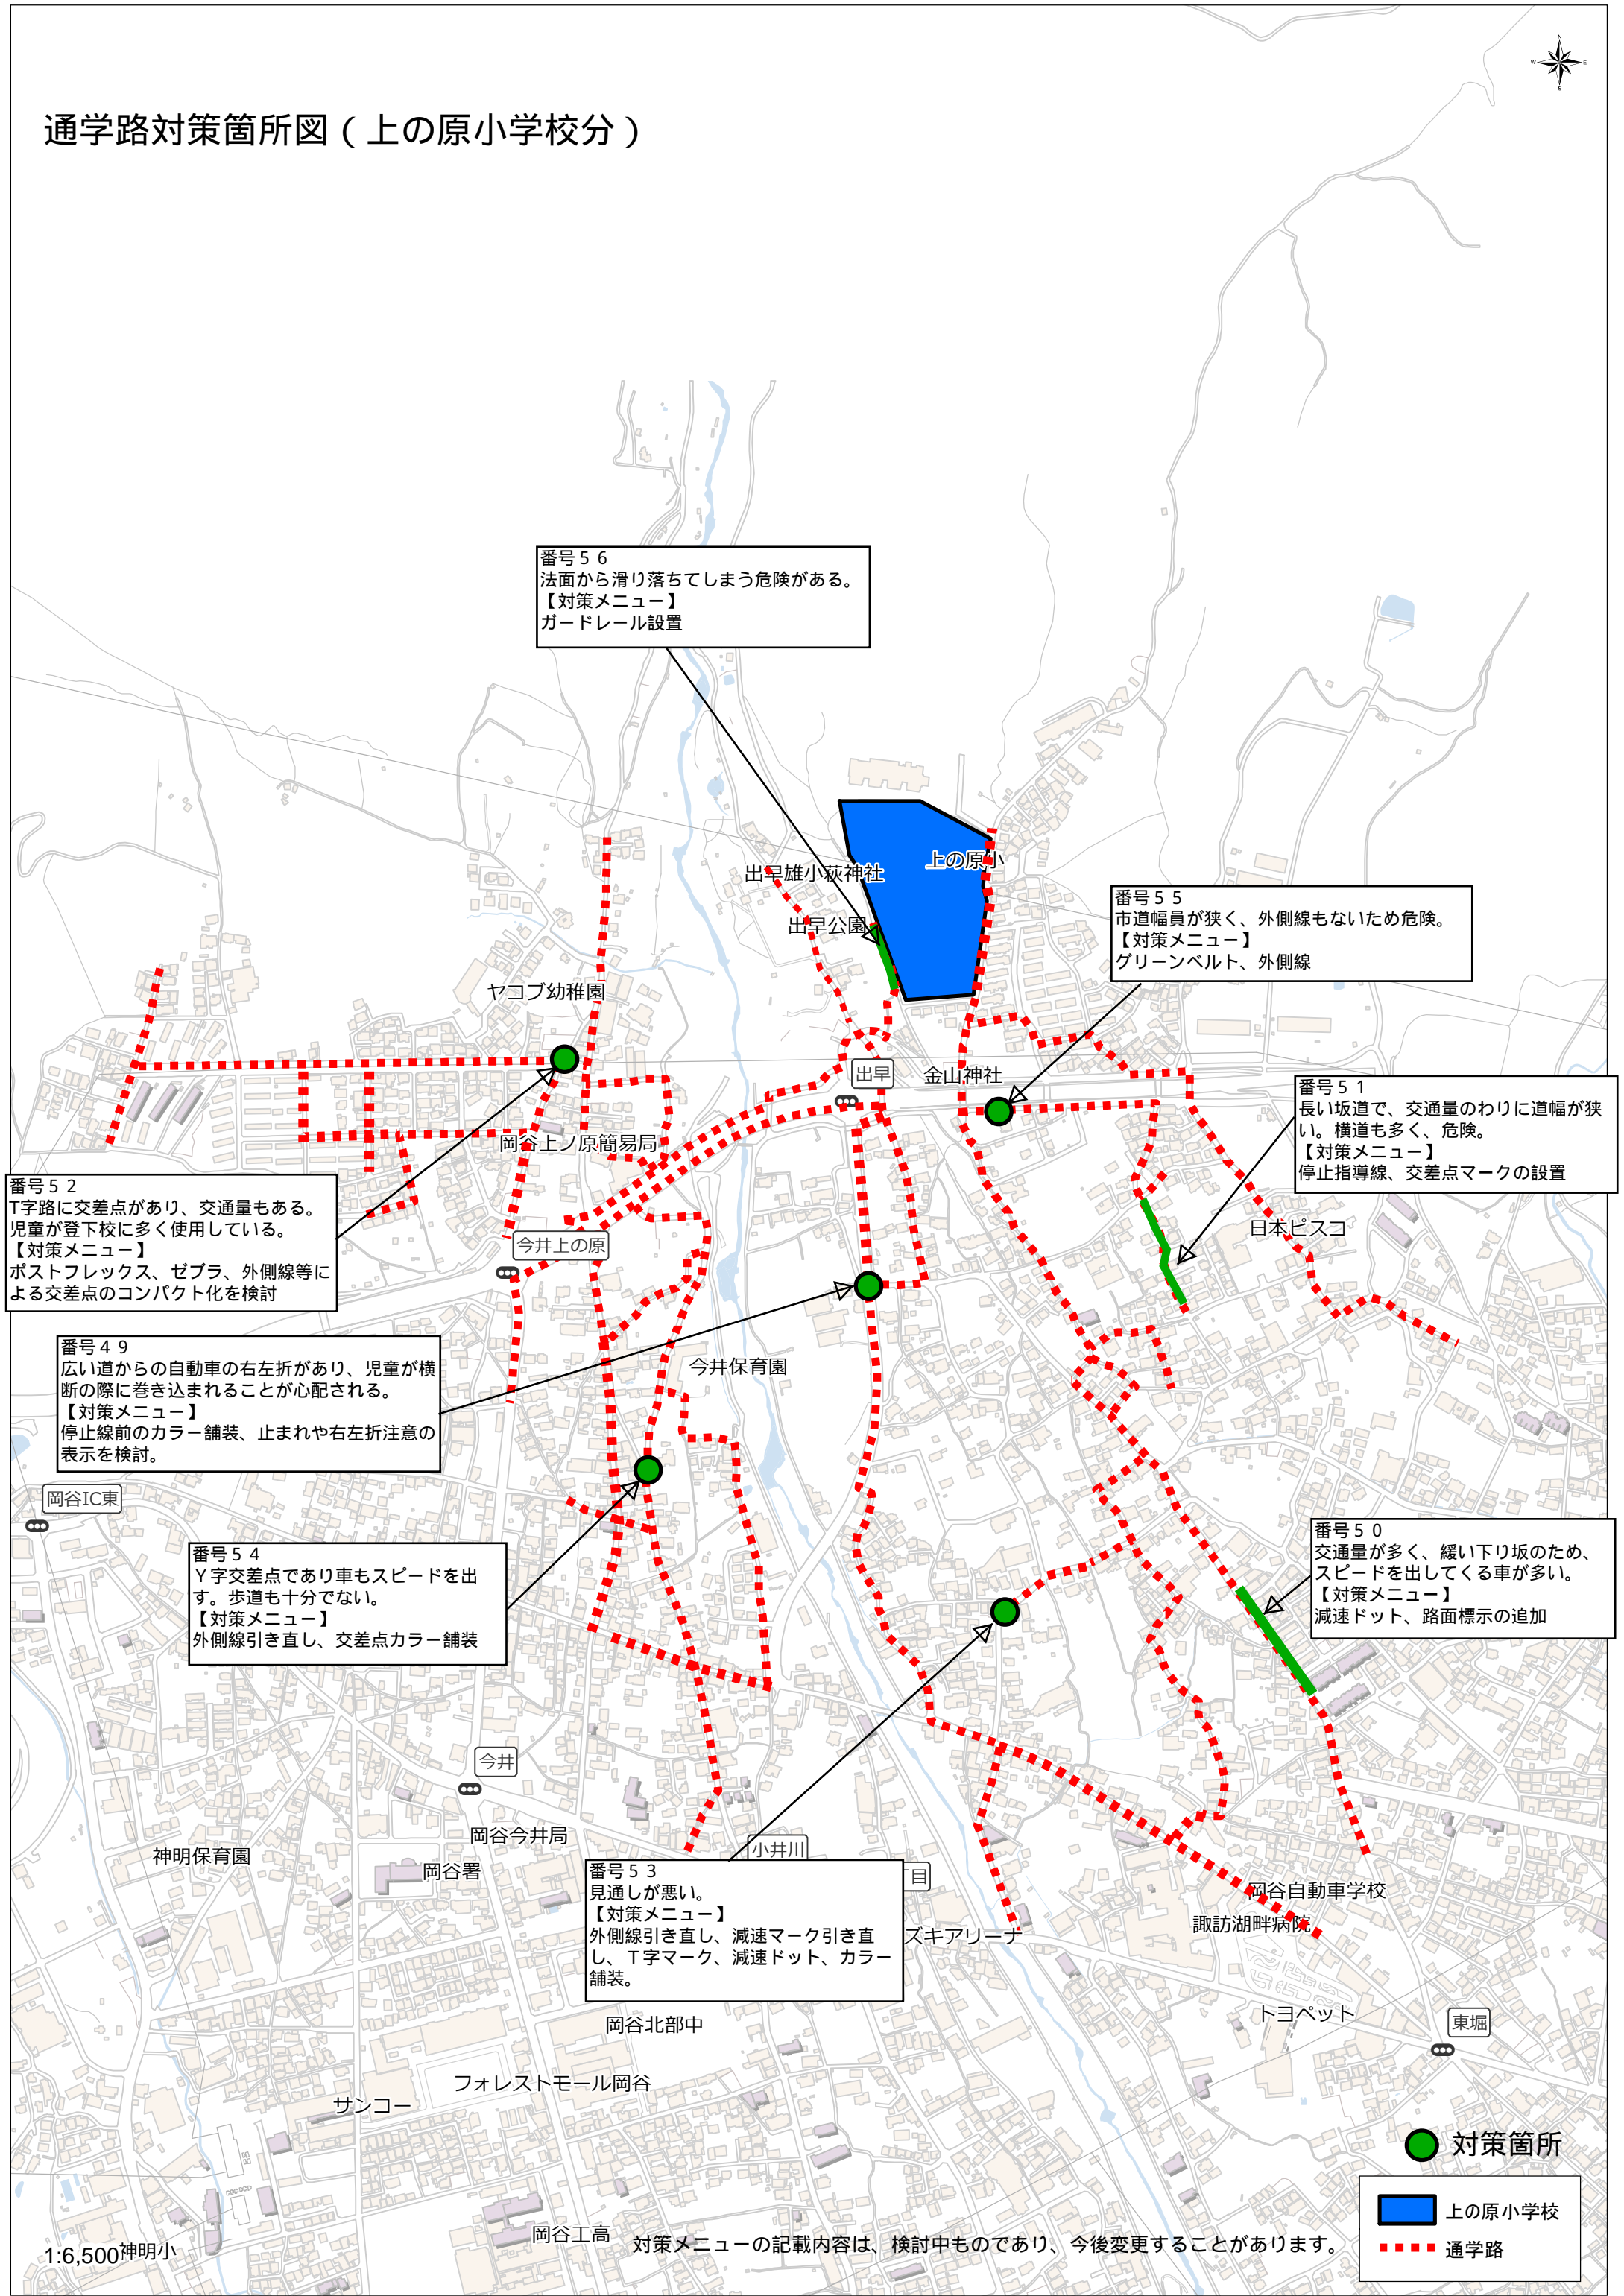 通学路対策箇所図（上の原小学校分）
N
W
E
S
番号５６
法面から滑り落ちてしまう危険がある。
【対策メニュー】
ガードレール設置
上の原小
出早雄小萩神社
出早公園
番号５５
市道幅員が狭く、外側線もないため危険。
【対策メニュー】
グリーンベルト、外側線
ヤコブ幼稚園
出早
金山神社
番号５１
長い坂道で、交通量のわりに道幅が狭
い。横道も多く、危険。
【対策メニュー】
停止指導線、交差点マークの設置
岡谷上ノ原簡易局
番号５２
T字路に交差点があり、交通量もある。
児童が登下校に多く使用している。
【対策メニュー】
ポストフレックス、ゼブラ、外側線等に
よる交差点のコンパクト化を検討
今井上の原
日本ピスコ
番号４９
広い道からの自動車の右左折があり、児童が横
断の際に巻き込まれることが心配される。
【対策メニュー】
停止線前のカラー舗装、止まれや右左折注意の
表示を検討。
今井保育園
岡谷IC東
番号５４
Ｙ字交差点であり車もスピードを出
す。歩道も十分でない。
【対策メニュー】
外側線引き直し、交差点カラー舗装
番号５０
交通量が多く、緩い下り坂のため、
スピードを出してくる車が多い。
【対策メニュー】
減速ドット、路面標示の追加
今井
岡谷今井局
神明保育園
岡谷署
小井川
番号５３
見通しが悪い。
【対策メニュー】
外側線引き直し、減速マーク引き直
し、Ｔ字マーク、減速ドット、カラー
舗装。
目
ズキアリーナ
岡谷自動車学校
諏訪湖畔病院
岡谷北部中
トヨペット
東堀
フォレストモール岡谷
サンコー
対策箇所
上の原小学校
通学路
岡谷工高
対策メニューの記載内容は、検討中ものであり、今後変更することがあります。
1:6,500
神明小